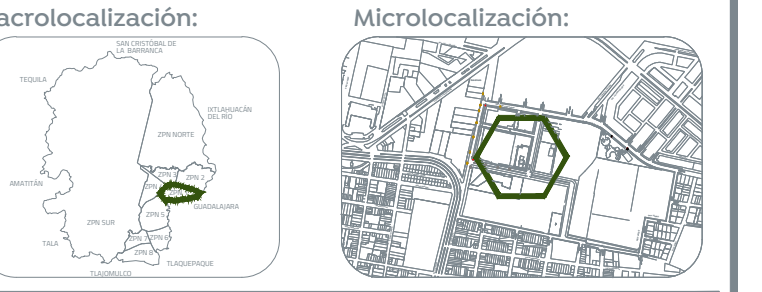 acrolocalización:
Microlocalización:
SAN CRISTÓBAL DE
LA BARRANCA
TEQUILA
IXTLAHUACÁN
DEL RÍO
ZPN NORTE
ZPN 3
ZPN 2
AMATITÁN
GUADALAJARA
ZPN SUR
ZPN 5
TALA
ZPN 7
ZPN 6
ZPN 8
TLAQUEPAQUE
TLAJOMULCO